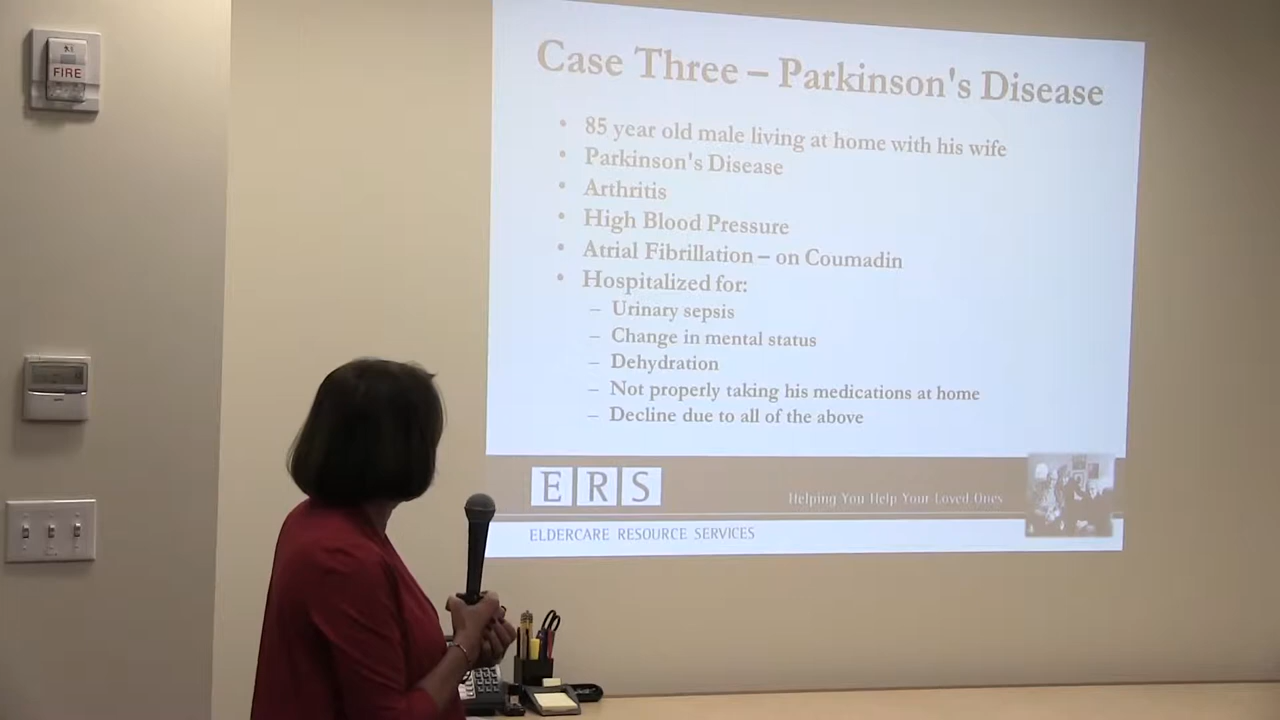 FIRE
Case Three – Parkinson's Disease
• 85 year old male living at home with his wife
• Parkinson's Disease
• Arthritis
• High Blood Pressure
• Atrial Fibrillation – on Coumadin
• Hospitalized for:
– Urinary sepsis
– Change in mental status
– Dehydration
– Not properly taking his medications at home
– Decline due to all of the above
ERS
Helping You Help Your Loved Ones
ELDERCARE RESOURCE SERVICES